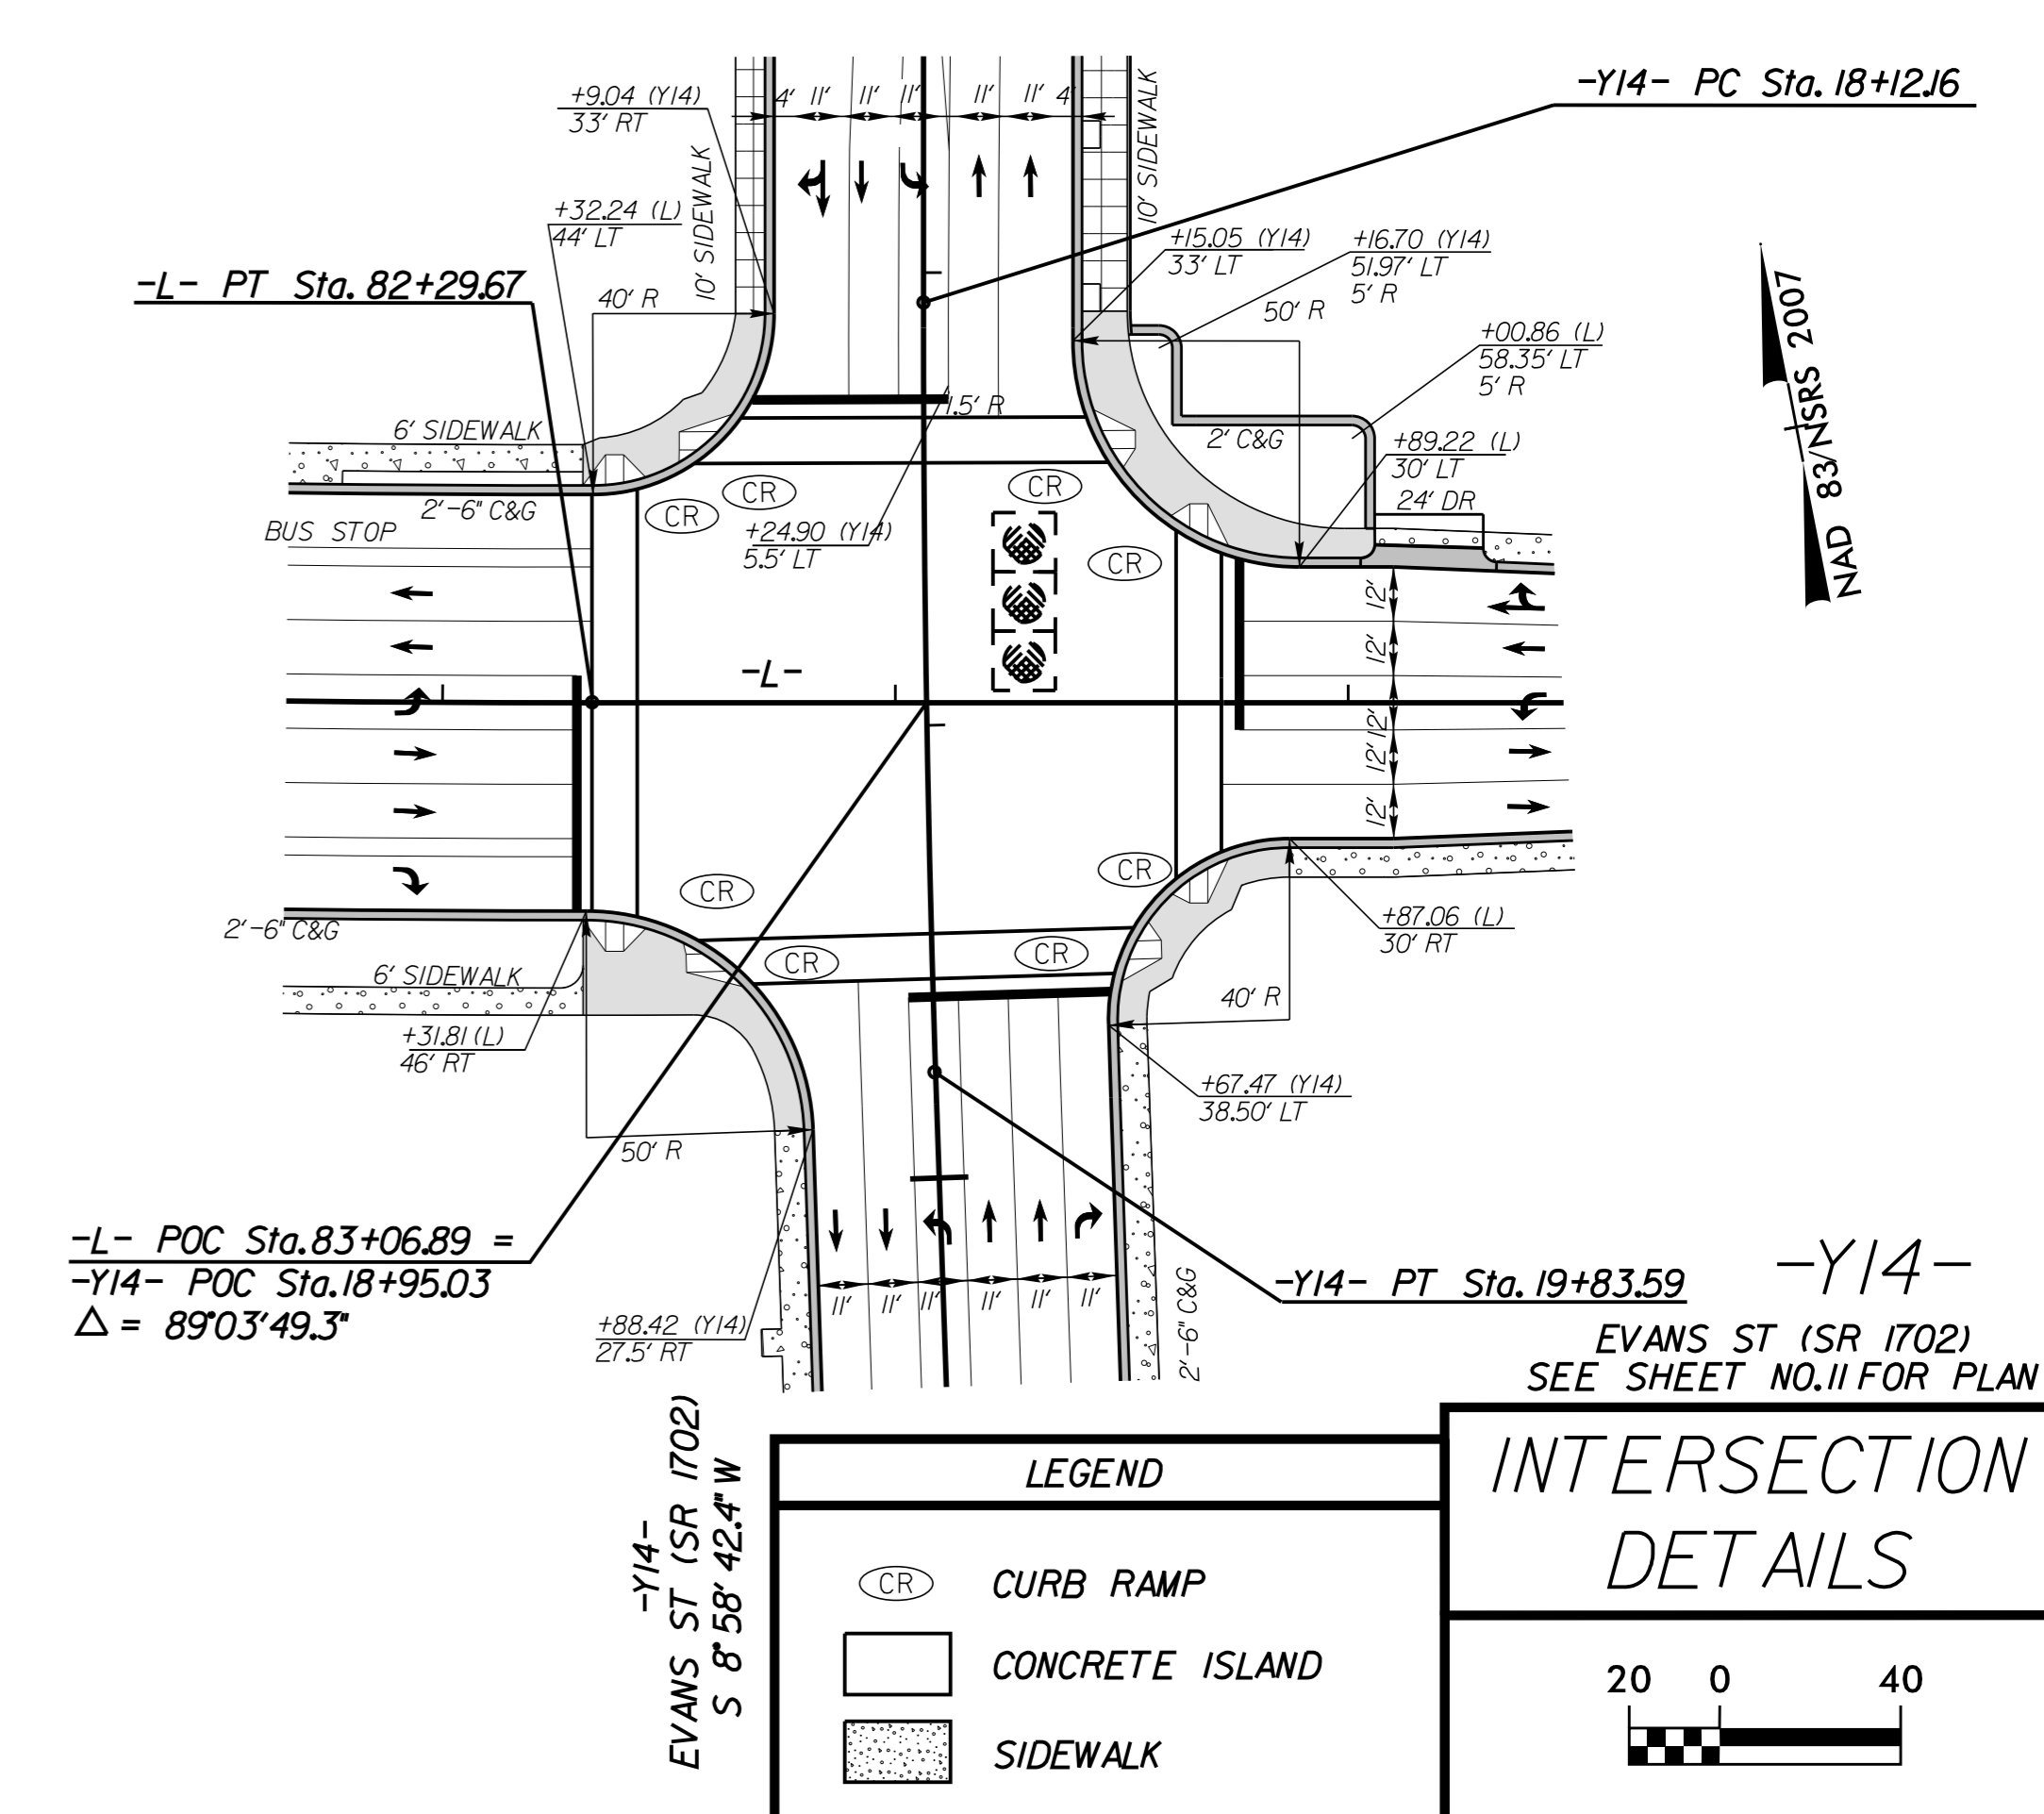 -Y14- PC Sta. 18+12.16
+9.04 (Y14)
33' RT
4' 11' 11' 11' 11' 11' 4'
10' SIDEWALK
10' SIDEWALK
+32.24 (L)
44' LT
-L- PT Sta. 82+29.67
40' R
+15.05 (Y14)
33' LT
+16.70 (Y14)
51.97' LT
5' R
50' R
+00.86 (L)
58.35' LT
5' R
NAD 83/NSRS 2007
1.5' R
6' SIDEWALK
2' C&G
+89.22 (L)
30' LT
24' DR
2'-6" C&G
BUS STOP
CR
CR
CR
CR
+24.90 (Y14)
5.5' LT
12'
12'
12'
12'
12'
-L-
CR
CR
CR
CR
2'-6" C&G
6' SIDEWALK
+87.06 (L)
30' RT
40' R
+31.81 (L)
46' RT
+67.47 (Y14)
38.50' LT
50' R
-L- POC Sta. 83+06.89 =
-Y14- POC Sta. 18+95.03
△ = 89°03'49.3"
-Y14- PT Sta. 19+83.59
11' 11' 11' 11' 11' 11'
2'-6" C&G
+88.42 (Y14)
27.5' RT
-Y14-
EVANS ST (SR 1702)
SEE SHEET NO. 11 FOR PLAN
-Y14-
EVANS ST (SR 1702)
S 8°58'42.4" W
LEGEND
CR CURB RAMP
CONCRETE ISLAND
SIDEWALK
INTERSECTION
DETAILS
20 0 40